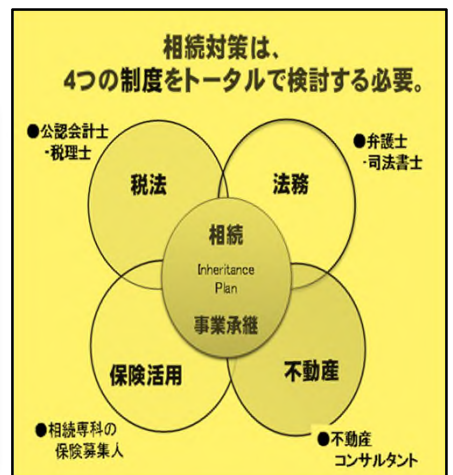 相続対策は、
4つの制度をトータルで検討する必要。
●公認会計士
・税理士
●弁護士
・司法書士
税法
法務
相続
Inheritance
Plan
事業承継
保険活用
不動産
●相続専科の
保険募集人
●不動産
コンサルタント